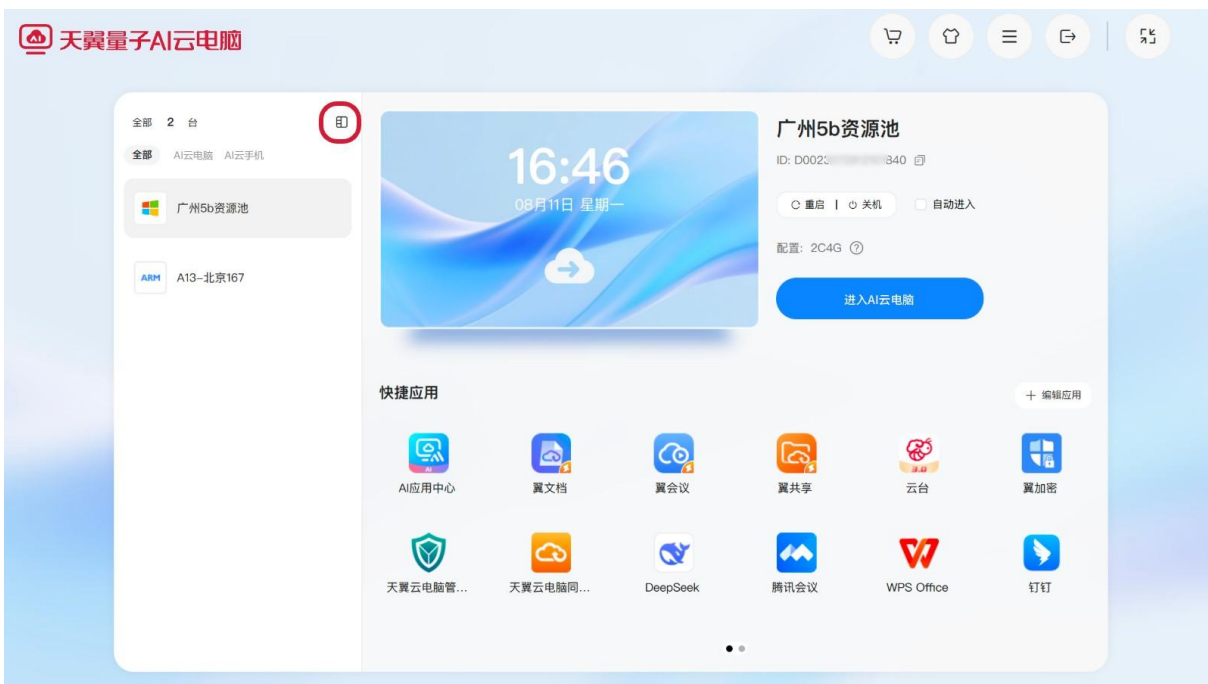 天翼量子AI云电脑
全部 2 台
全部 AI云电脑 AI云手机
广州5b资源池
ARM A13-北京167
16:46
08月11日 星期一
广州5b资源池
ID: D002 840
重启 | 关机 自动进入
配置: 2C4G
进入AI云电脑
快捷应用
+ 编辑应用
AI
3.0
AI应用中心 翼文档 翼会议 翼共享 云台 翼加密
天翼云电脑管... 天翼云电脑同... DeepSeek 腾讯会议 WPS Office 钉钉